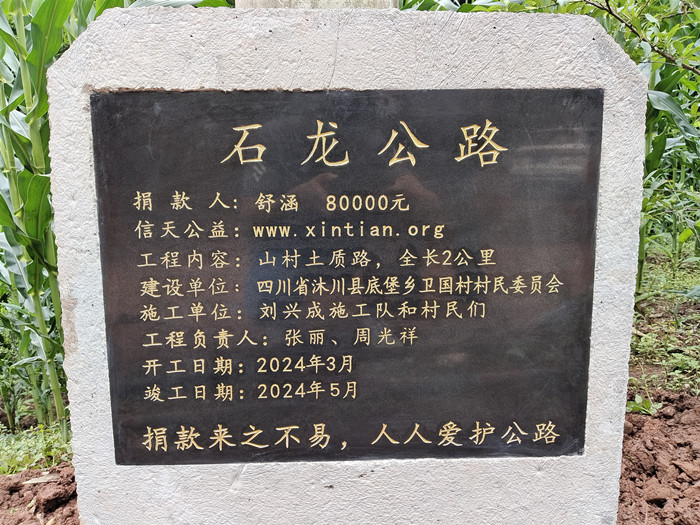 石龙公路
捐款人：舒涵 80000元
信天公益：www.xintian.org
工程内容：山村土质路，全长2公里
建设单位：四川省沐川县底堡乡卫国村村民委员会
施工单位：刘兴成施工队和村民们
工程负责人：张丽、周光祥
开工日期：2024年3月
竣工日期：2024年5月
捐款来之不易，人人爱护公路